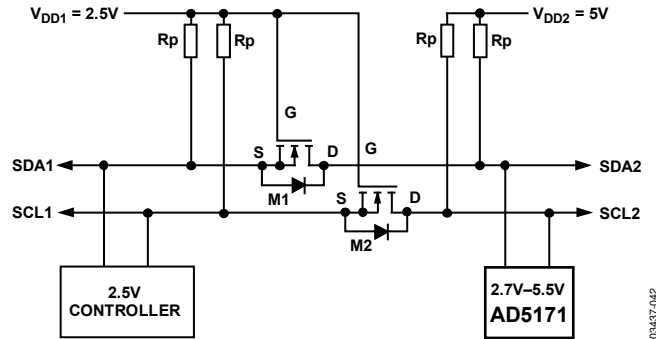 VDD1 = 2.5V
Rp
Rp
Rp
Rp
VDD2 = 5V
G
S
D
G
SDA1
SDA2
M1
S
D
SCL1
SCL2
M2
2.5V
CONTROLLER
2.7V–5.5V
AD5171
03437-042